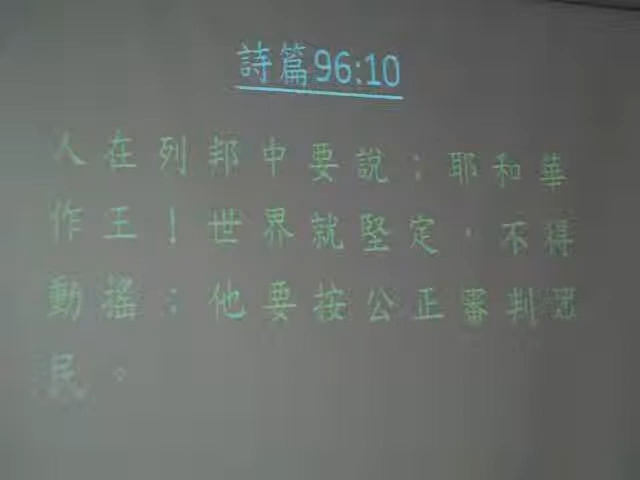 詩篇96:10
人在列邦中要說：耶和華
作王！世界就堅定，不得
動搖；他要按公正審判眾
民。